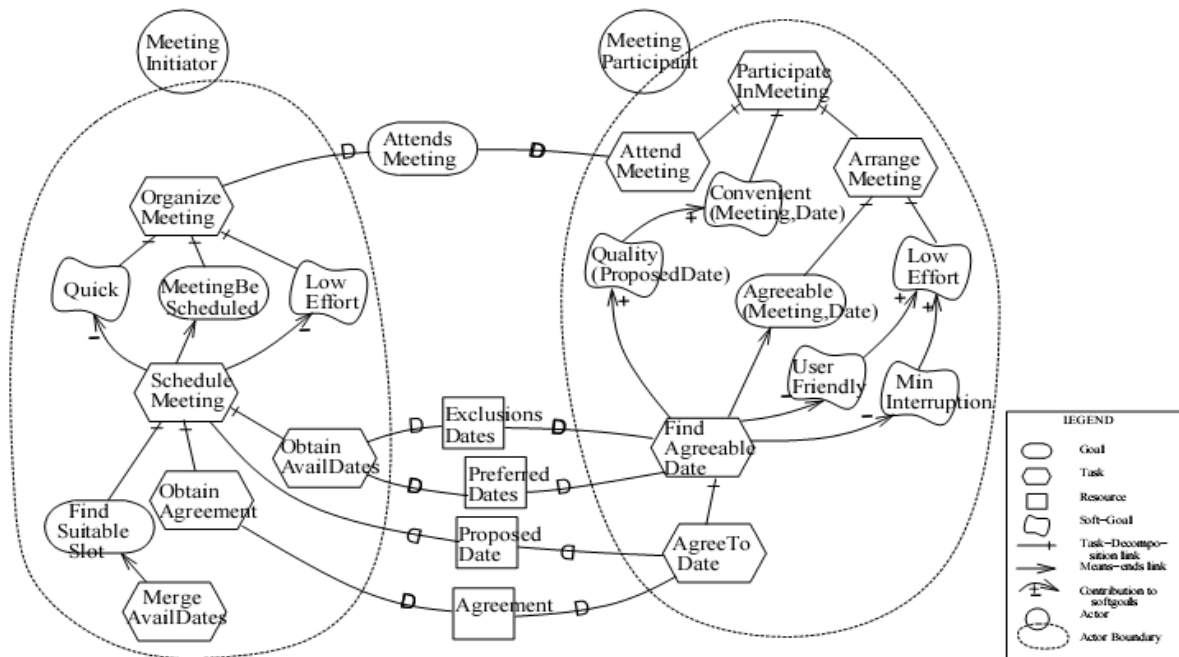 Meeting
Initiator
Meeting
Participant
Participate
InMeeting
Attends
Meeting
D
D
Attend
Meeting
Arrange
Meeting
Organize
Meeting
Convenient
(Meeting,Date)
+
Quality
(ProposedDate)
+
Low
Effort
+
+
Quick
MeetingBe
Scheduled
Low
Effort
Agreeable
(Meeting,Date)
−
−
Schedule
Meeting
User
Friendly
−
Min
Interruption
−
Obtain
AvailDates
D
Exclusions
Dates
D
Find
Agreeable
Date
D
Preferred
Dates
D
Find
Suitable
Slot
Obtain
Agreement
D
Proposed
Date
D
AgreeTo
Date
Merge
AvailDates
D
Agreement
D
LEGEND
Goal
Task
Resource
Soft-Goal
Task-Decompo-
sition link
Means-ends link
±
Contribution to
softgoals
Actor
Actor Boundary